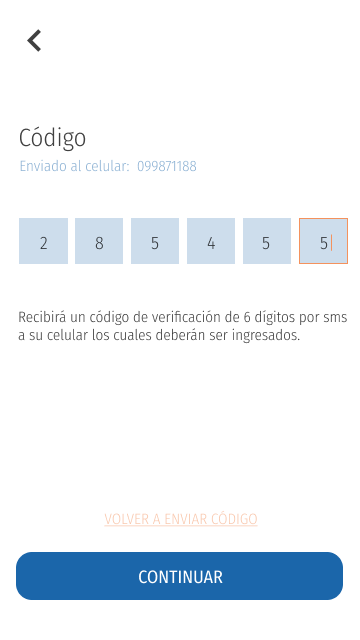 Código
Enviado al celular: 099871188
2 8 5 4 5 5
Recibirá un código de verificación de 6 dígitos por sms
a su celular los cuales deberán ser ingresados.
VOLVER A ENVIAR CÓDIGO
CONTINUAR